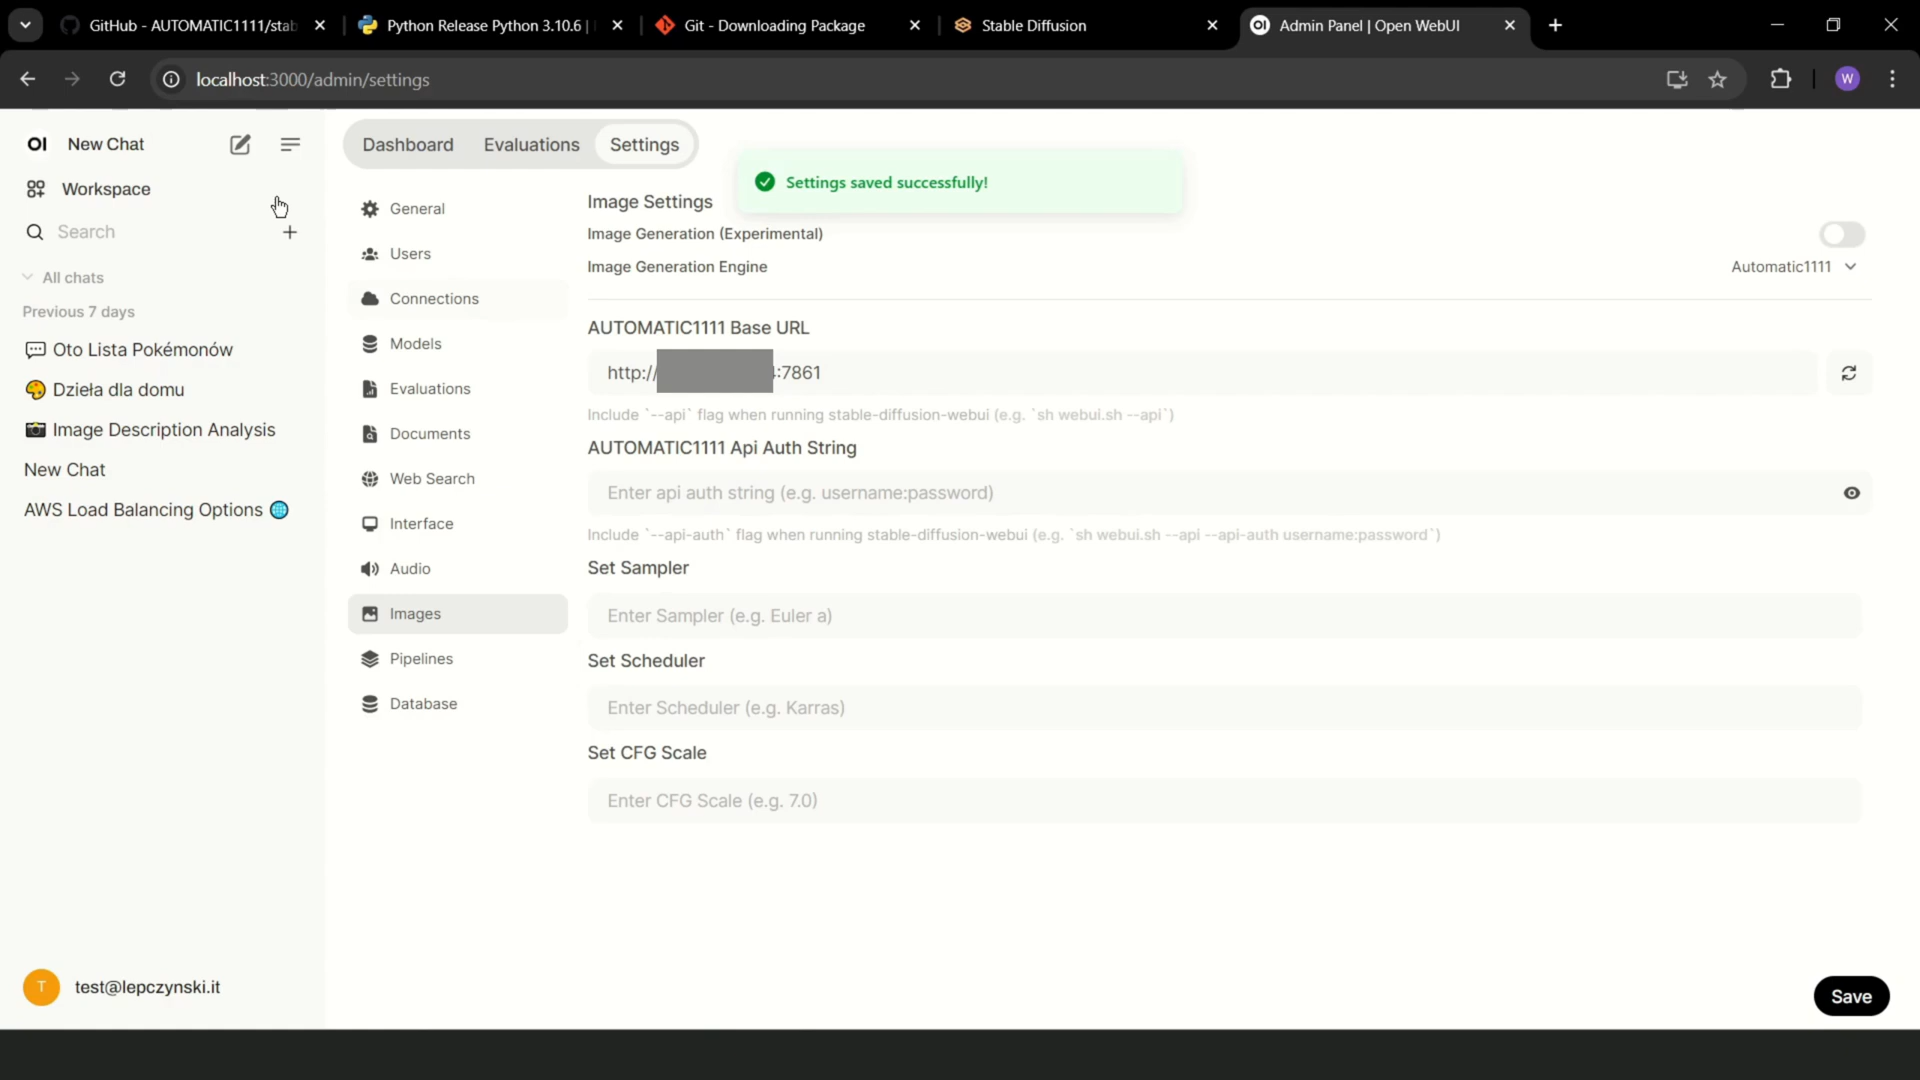 GitHub - AUTOMATIC1111/stab
Python Release Python 3.10.6 |
Git - Downloading Package
Stable Diffusion
OI Admin Panel | Open WebUI
localhost:3000/admin/settings
W
OI New Chat
Workspace
Search
All chats
Previous 7 days
Oto Lista Pokémonów
Dzieła dla domu
Image Description Analysis
New Chat
AWS Load Balancing Options
T test@lepczynski.it
Dashboard Evaluations Settings
Settings saved successfully!
General
Users
Connections
Models
Evaluations
Documents
Web Search
Interface
Audio
Images
Pipelines
Database
Image Settings
Image Generation (Experimental)
Image Generation Engine Automatic1111
AUTOMATIC1111 Base URL
http:// :7861
Include `--api` flag when running stable-diffusion-webui (e.g. `sh webui.sh --api`)
AUTOMATIC1111 Api Auth String
Enter api auth string (e.g. username:password)
Include `--api-auth` flag when running stable-diffusion-webui (e.g. `sh webui.sh --api --api-auth username:password`)
Set Sampler
Enter Sampler (e.g. Euler a)
Set Scheduler
Enter Scheduler (e.g. Karras)
Set CFG Scale
Enter CFG Scale (e.g. 7.0)
Save